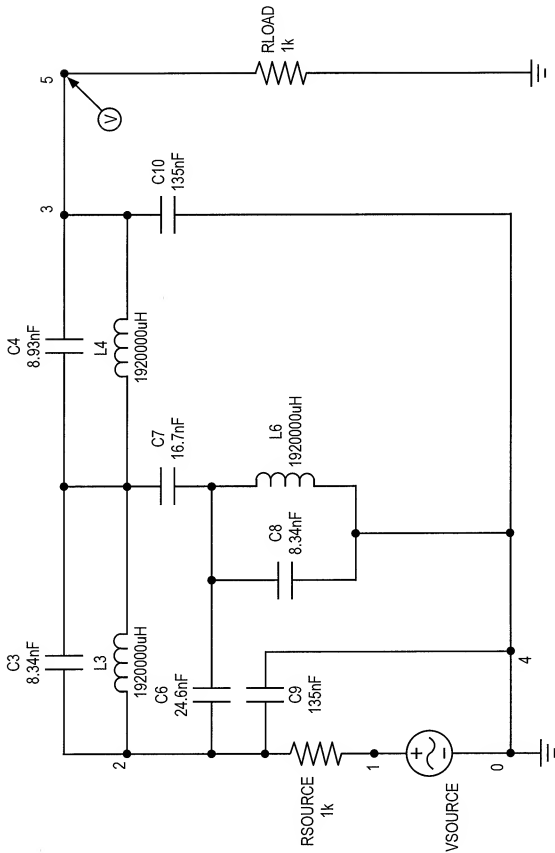 5
V
RLOAD
1k
3
C10
135nF
C4
8.93nF
L4
1920000uH
C7
16.7nF
L6
1920000uH
C8
8.34nF
C3
8.34nF
L3
1920000uH
C6
24.6nF
C9
135nF
4
2
RSOURCE
1k
1
VSOURCE
0